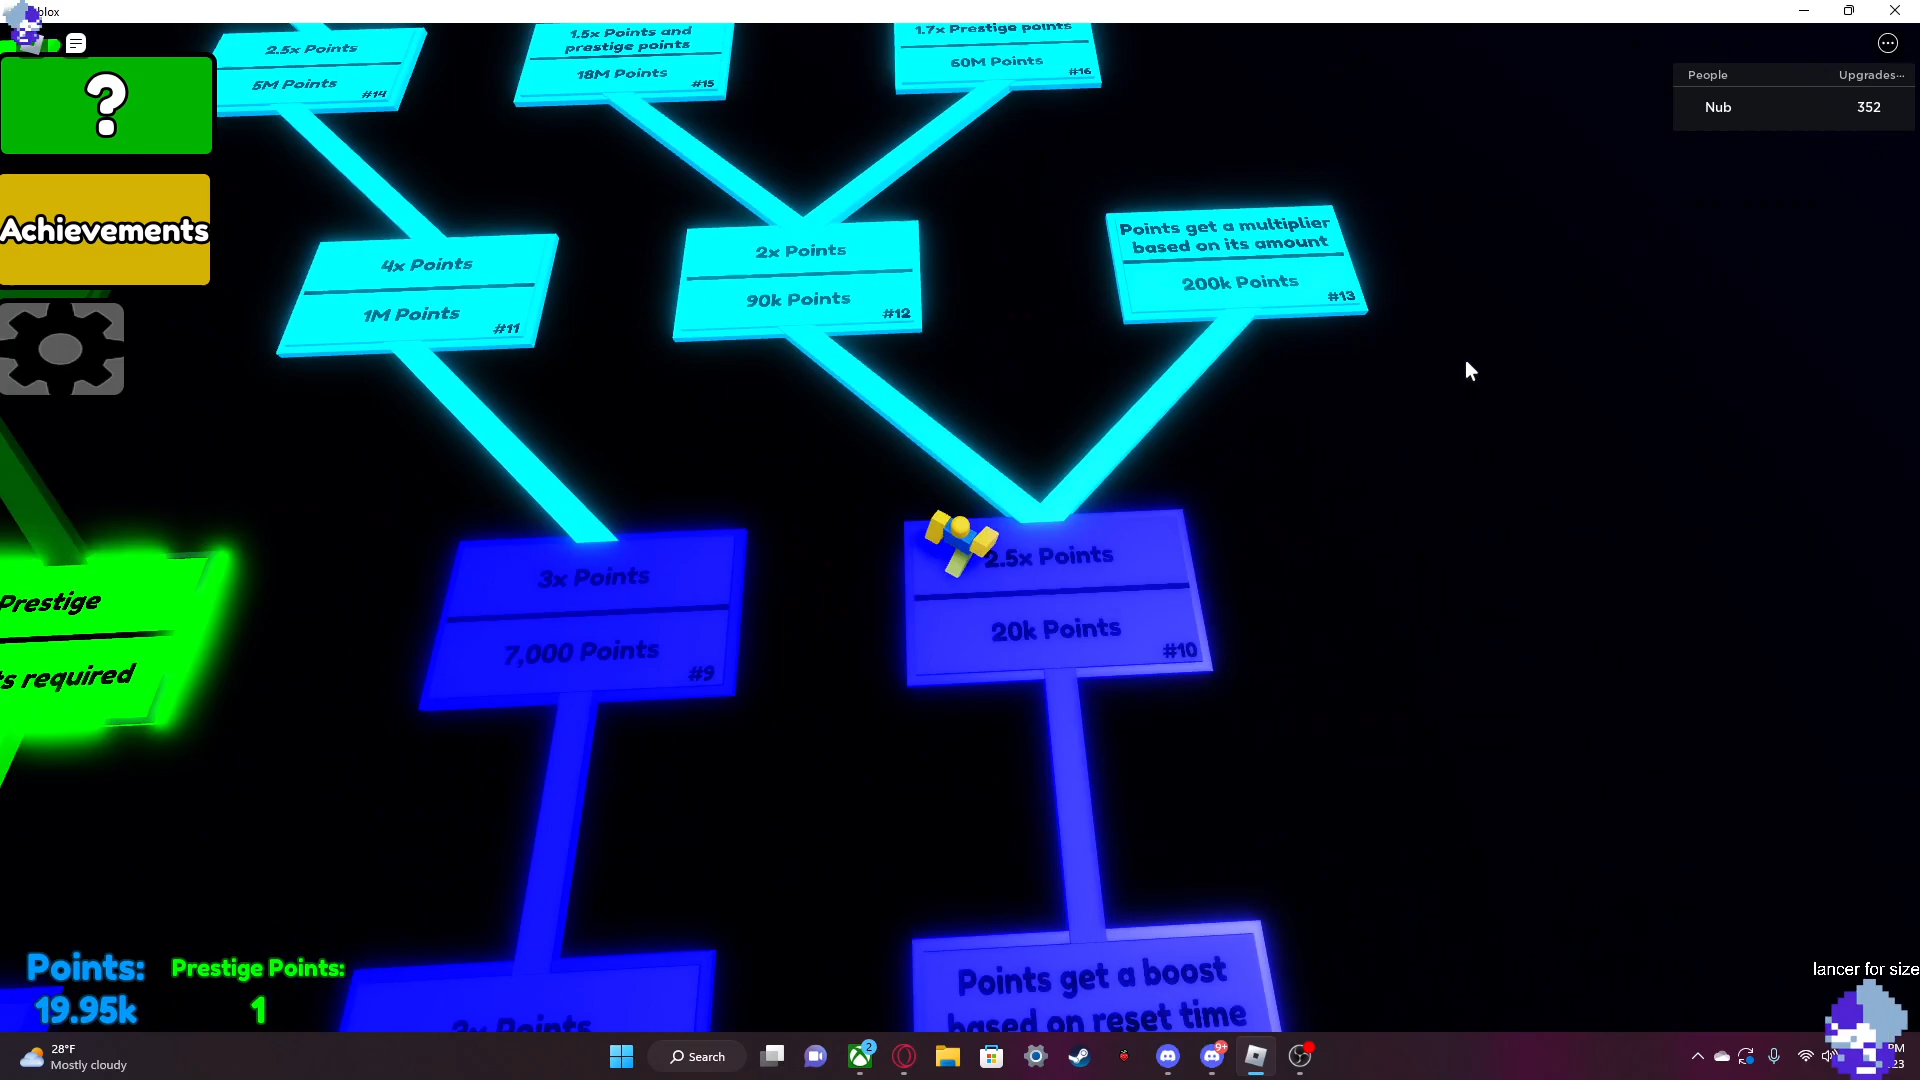 blox
2.5x Points
5M Points
#14
1.5x Points and
prestige points
18M Points
#15
1.7x Prestige points
60M Points
#16
People
Upgrades...
Nub
352
?
Achievements
4x Points
1M Points
#11
2x Points
90k Points
#12
Points get a multiplier
based on its amount
200k Points
#13
Prestige
required
3x Points
7,000 Points
#9
2.5x Points
20k Points
#10
Points get a boost
based on reset time
Points:
19.95k
Prestige Points:
1
lancer for size
28°F
Mostly cloudy
Search
2
9+
PM
23